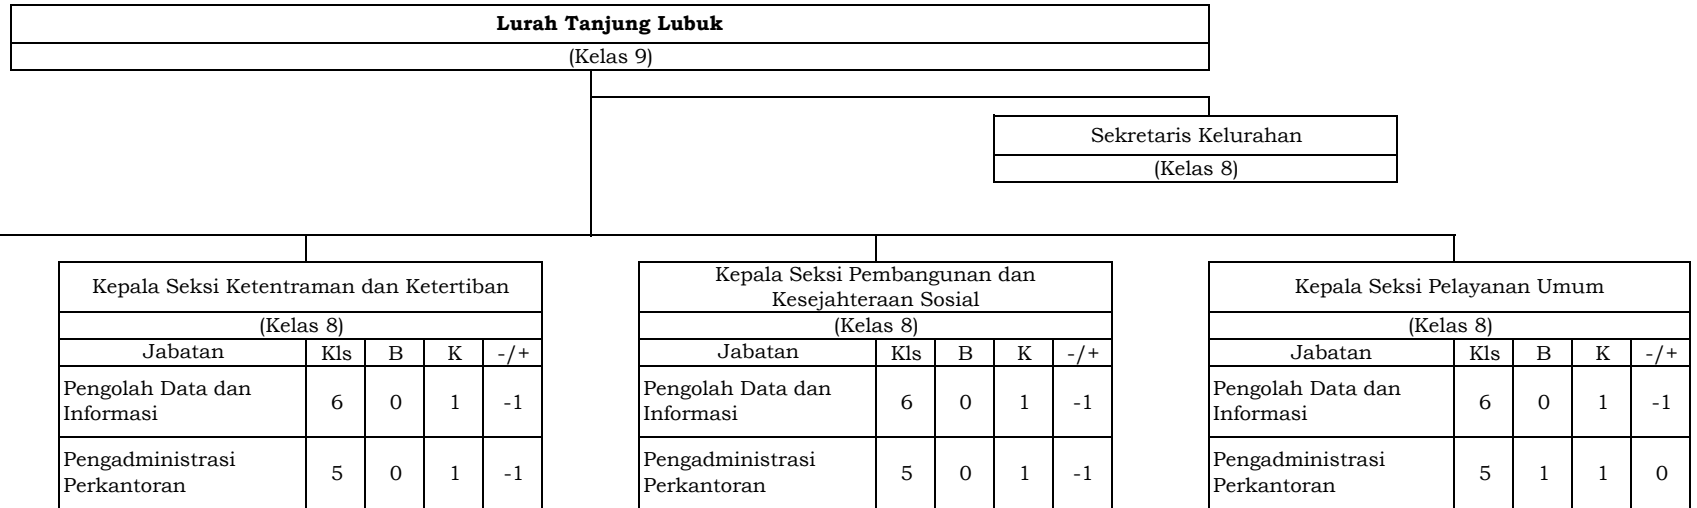 Lurah Tanjung Lubuk
(Kelas 9)
Sekretaris Kelurahan
(Kelas 8)
Kepala Seksi Ketentraman dan Ketertiban
(Kelas 8)
Jabatan Kls B K -/+
Pengolah Data dan
Informasi
6 0 1 -1
Pengadministrasi
Perkantoran
5 0 1 -1
Kepala Seksi Pembangunan dan
Kesejahteraan Sosial
(Kelas 8)
Jabatan Kls B K -/+
Pengolah Data dan
Informasi
6 0 1 -1
Pengadministrasi
Perkantoran
5 0 1 -1
Kepala Seksi Pelayanan Umum
(Kelas 8)
Jabatan Kls B K -/+
Pengolah Data dan
Informasi
6 0 1 -1
Pengadministrasi
Perkantoran
5 1 1 0